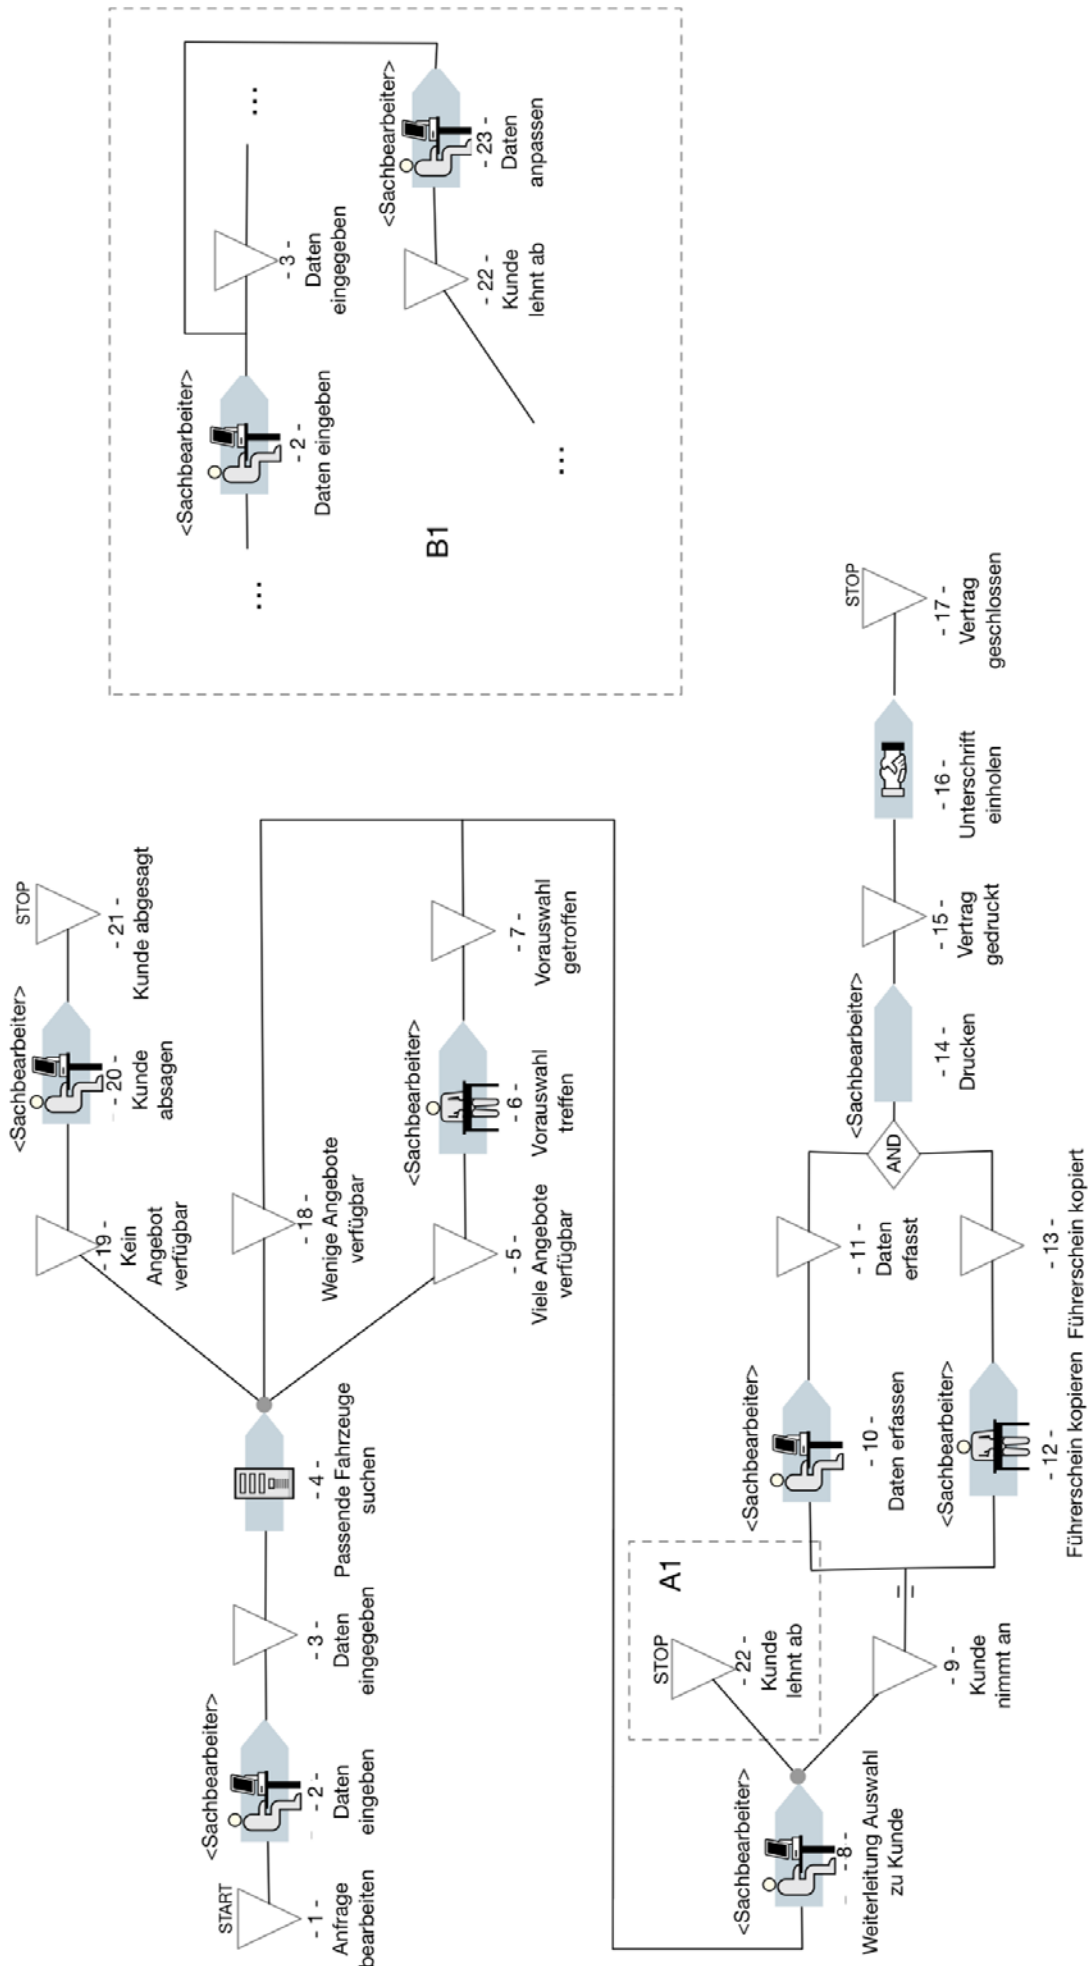 START
- 1 -
Anfrage
bearbeiten
<Sachbearbeiter>
- 2 -
Daten
eingeben
- 3 -
Daten
eingegeben
- 4 -
Passende Fahrzeuge
suchen
- 19 -
Kein
Angebot
verfügbar
<Sachbearbeiter>
- 20 -
Kunde
absagen
STOP
- 21 -
Kunde abgesagt
- 18 -
Wenige Angebote
verfügbar
- 5 -
Viele Angebote
verfügbar
<Sachbearbeiter>
- 6 -
Vorauswahl
treffen
- 7 -
Vorauswahl
getroffen
<Sachbearbeiter>
- 8 -
Weiterleitung Auswahl
zu Kunde
STOP
- 22 -
Kunde
lehnt ab
A1
- 9 -
Kunde
nimmt an
<Sachbearbeiter>
- 10 -
Daten erfassen
- 11 -
Daten
erfasst
<Sachbearbeiter>
- 12 -
Führerschein kopieren
- 13 -
Führerschein kopiert
AND
<Sachbearbeiter>
- 14 -
Drucken
- 15 -
Vertrag
gedruckt
- 16 -
Unterschrift
einholen
STOP
- 17 -
Vertrag
geschlossen
B1
...
<Sachbearbeiter>
- 2 -
Daten eingeben
- 3 -
Daten
eingegeben
...
...
- 22 -
Kunde
lehnt ab
<Sachbearbeiter>
- 23 -
Daten
anpassen